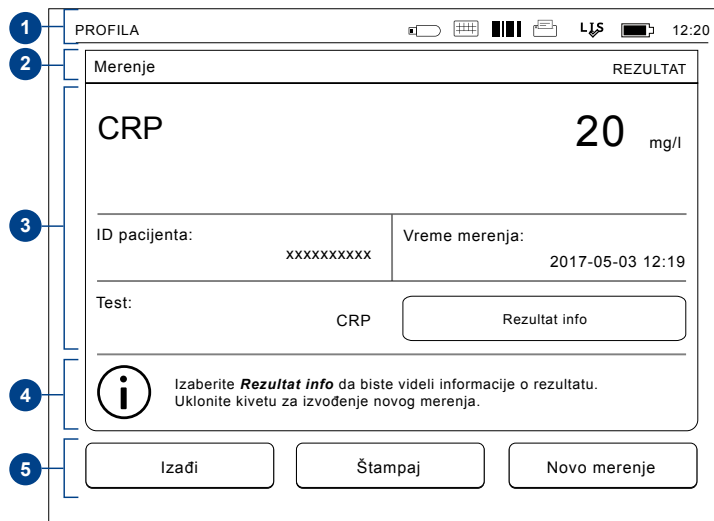 1 PROFILA LIS 12:20
2 Merenje REZULTAT
3
CRP 20 mg/l
ID pacijenta: Vreme merenja:
xxxxxxxxxx 2017-05-03 12:19
Test:
CRP Rezultat info
4 i Izaberite Rezultat info da biste videli informacije o rezultatu.
Uklonite kivetu za izvođenje novog merenja.
5 Izađi Štampaj Novo merenje